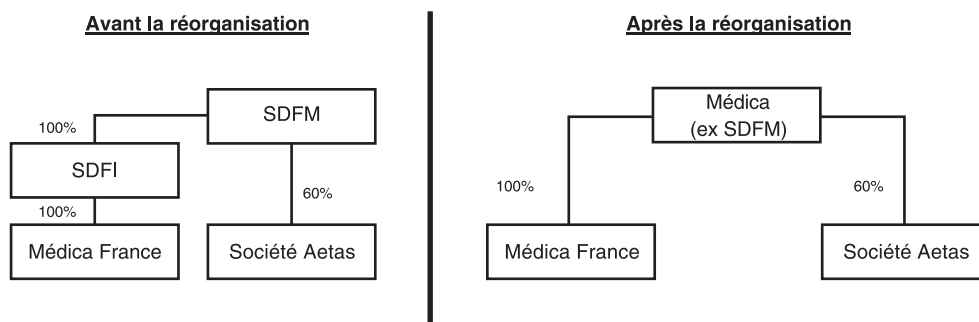 Avant la réorganisation
SDFM
100%
SDFI
60%
100%
Médica France
Société Aetas
Après la réorganisation
Médica
(ex SDFM)
100%
60%
Médica France
Société Aetas